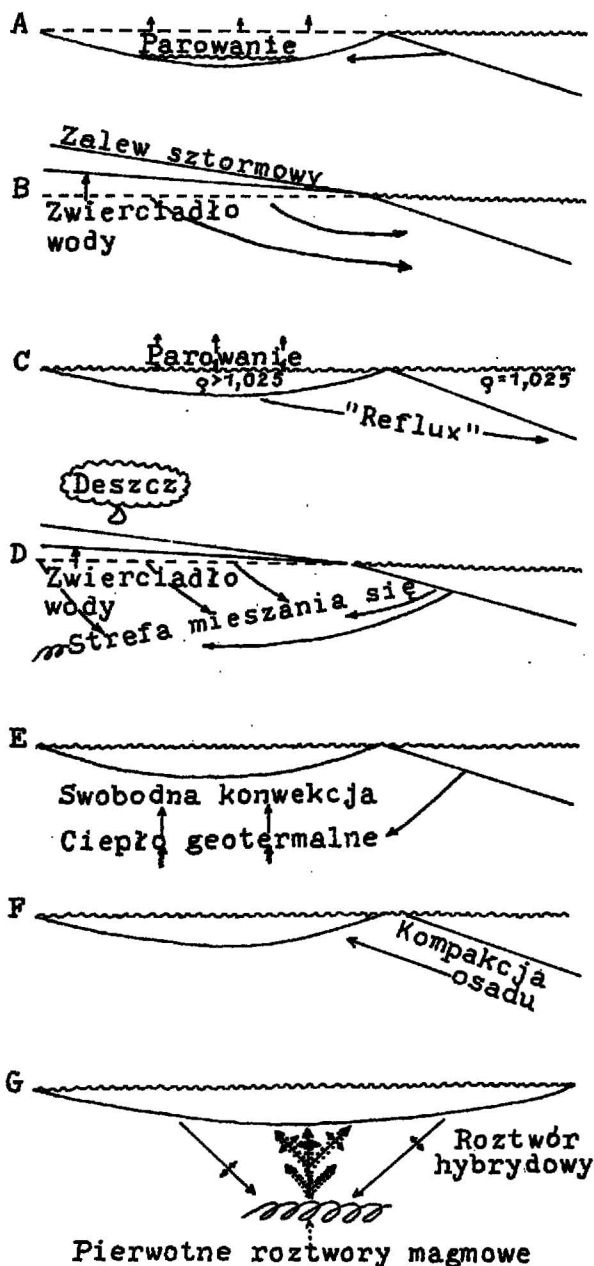 A
Parowanie
Zalew sztormowy
B
Zwierciadło
wody
Parowanie
C
ρ>1,025
ρ=1,025
"Reflux"
Deszcz
D
Zwierciadło
wody
Strefa mieszania się
E
Swobodna konwekcja
Ciepło geotermalne
F
Kompakcja
osadu
G
Roztwór
hybrydowy
Pierwotne roztwory magmowe